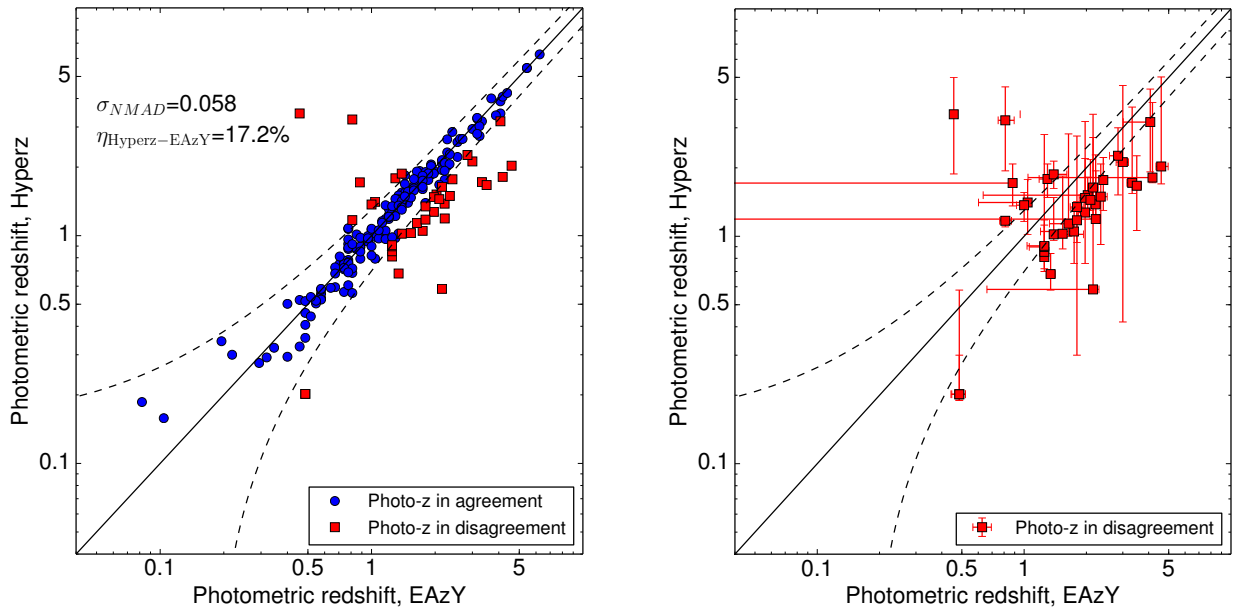 σNMAD=0.058
ηHyperz−EAzY=17.2%
5
1
0.5
0.1
Photometric redshift, Hyperz
Photo-z in agreement
Photo-z in disagreement
0.1 0.5 1 5
Photometric redshift, EAzY
5
1
0.5
0.1
Photometric redshift, Hyperz
Photo-z in disagreement
0.1 0.5 1 5
Photometric redshift, EAzY